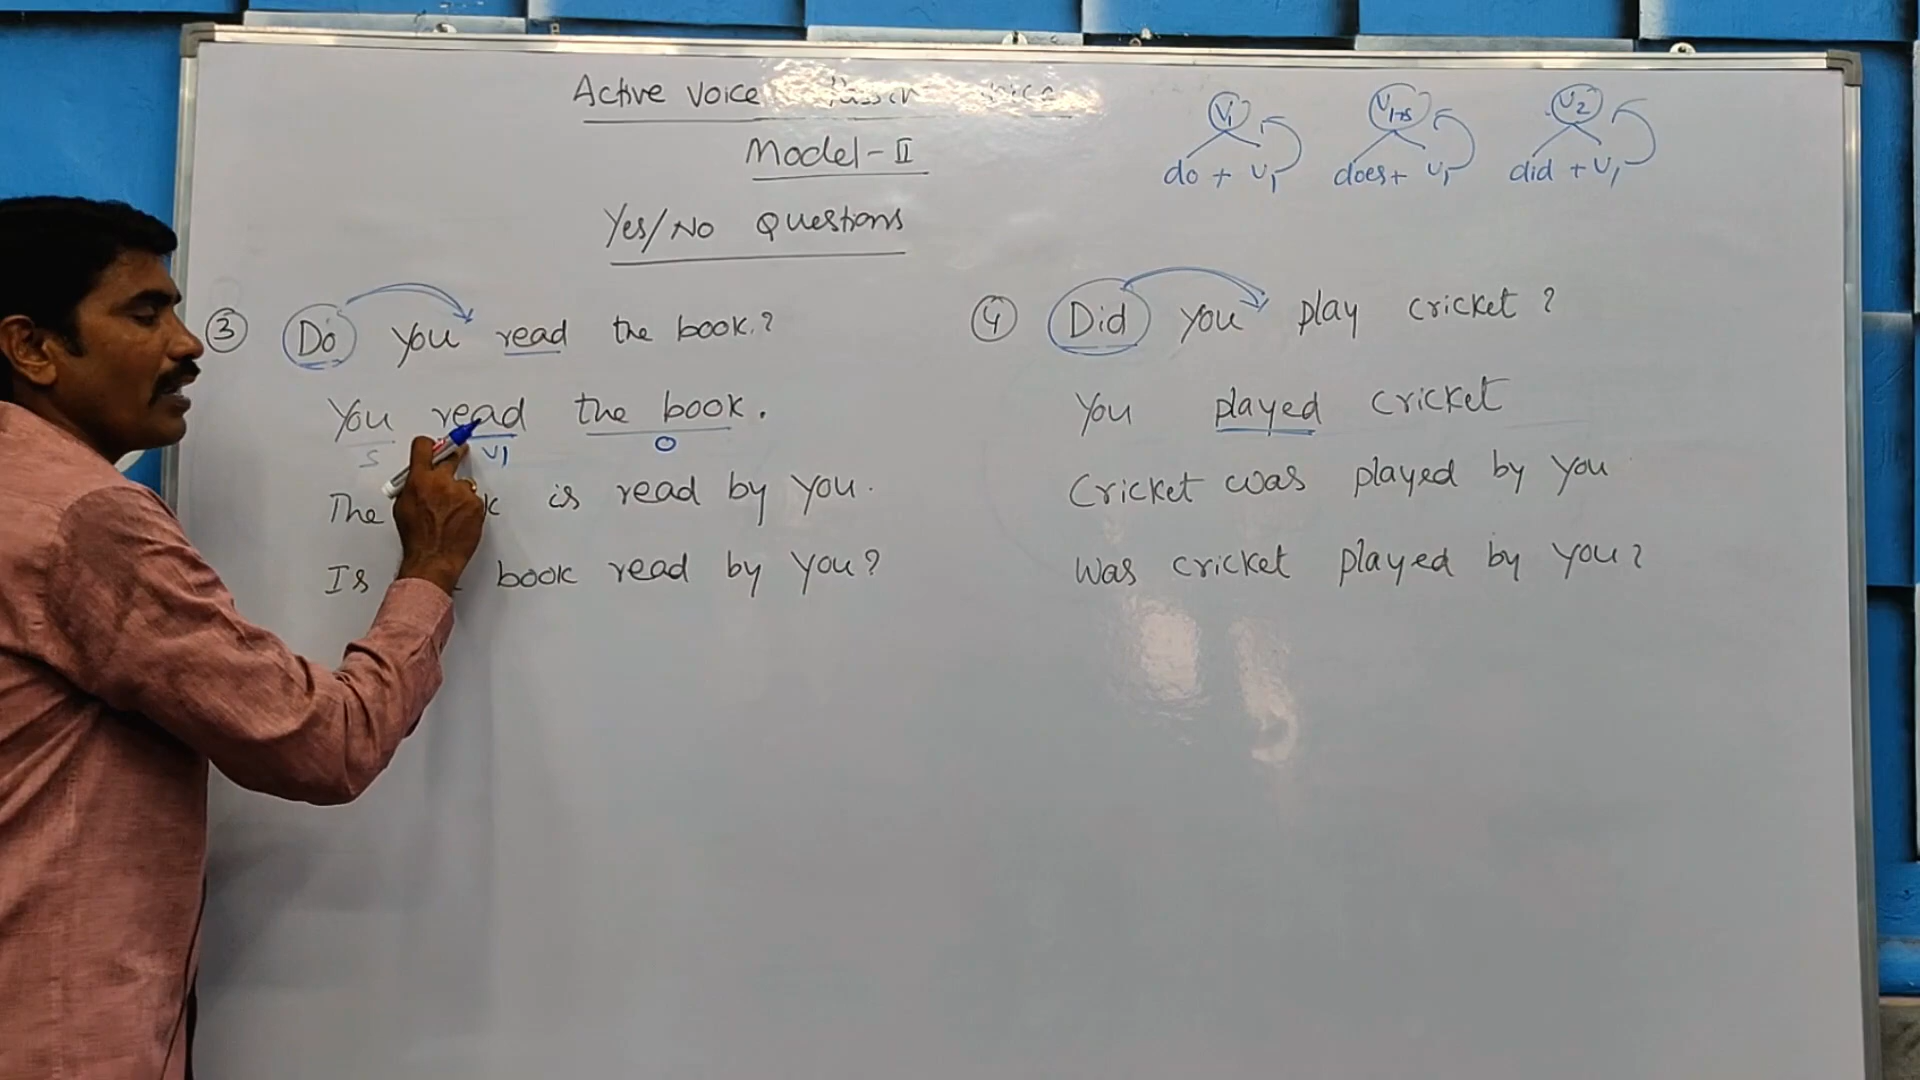 Active Voice Passive Voice
Model-II
Yes/No Questions
V1
do + V1
V1+s
does + V1
V2
did + V1
3 Do you read the book.?
You read the book.
S V1 O
The is read by you.
Is book read by you?
4 Did you play cricket?
You played cricket
Cricket was played by you
Was cricket played by you?